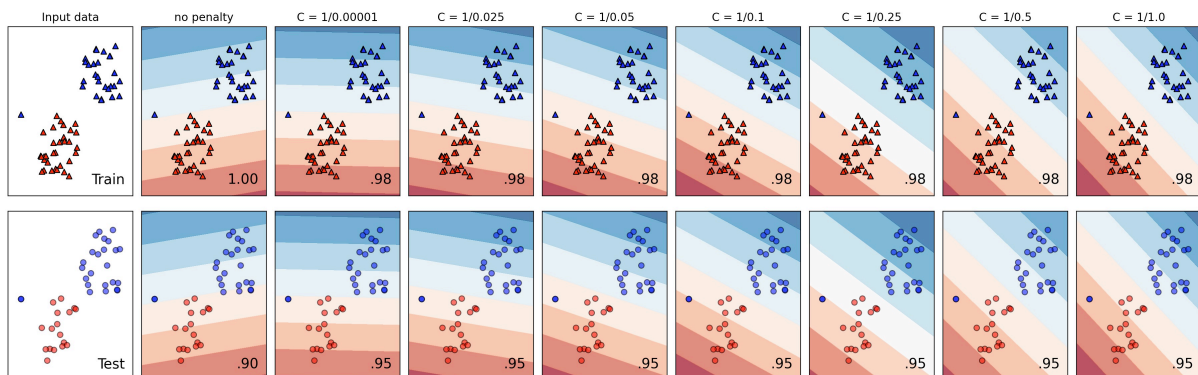 Input data
no penalty
C = 1/0.00001
C = 1/0.025
C = 1/0.05
C = 1/0.1
C = 1/0.25
C = 1/0.5
C = 1/1.0
Train
1.00
.98
.98
.98
.98
.98
.98
.98
Test
.90
.95
.95
.95
.95
.95
.95
.95